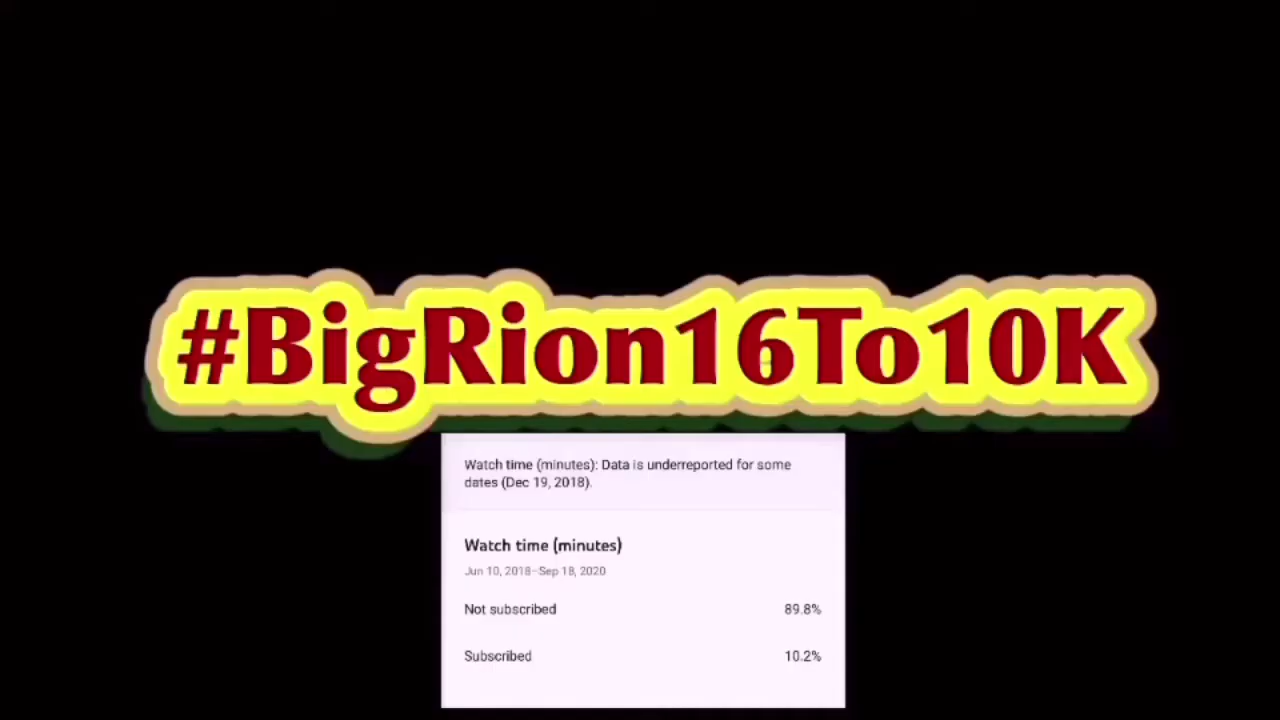 #BigRion16To10K
Watch time (minutes): Data is underreported for some
dates (Dec 19, 2018).
Watch time (minutes)
Jun 10, 2018–Sep 18, 2020
Not subscribed 89.8%
Subscribed 10.2%